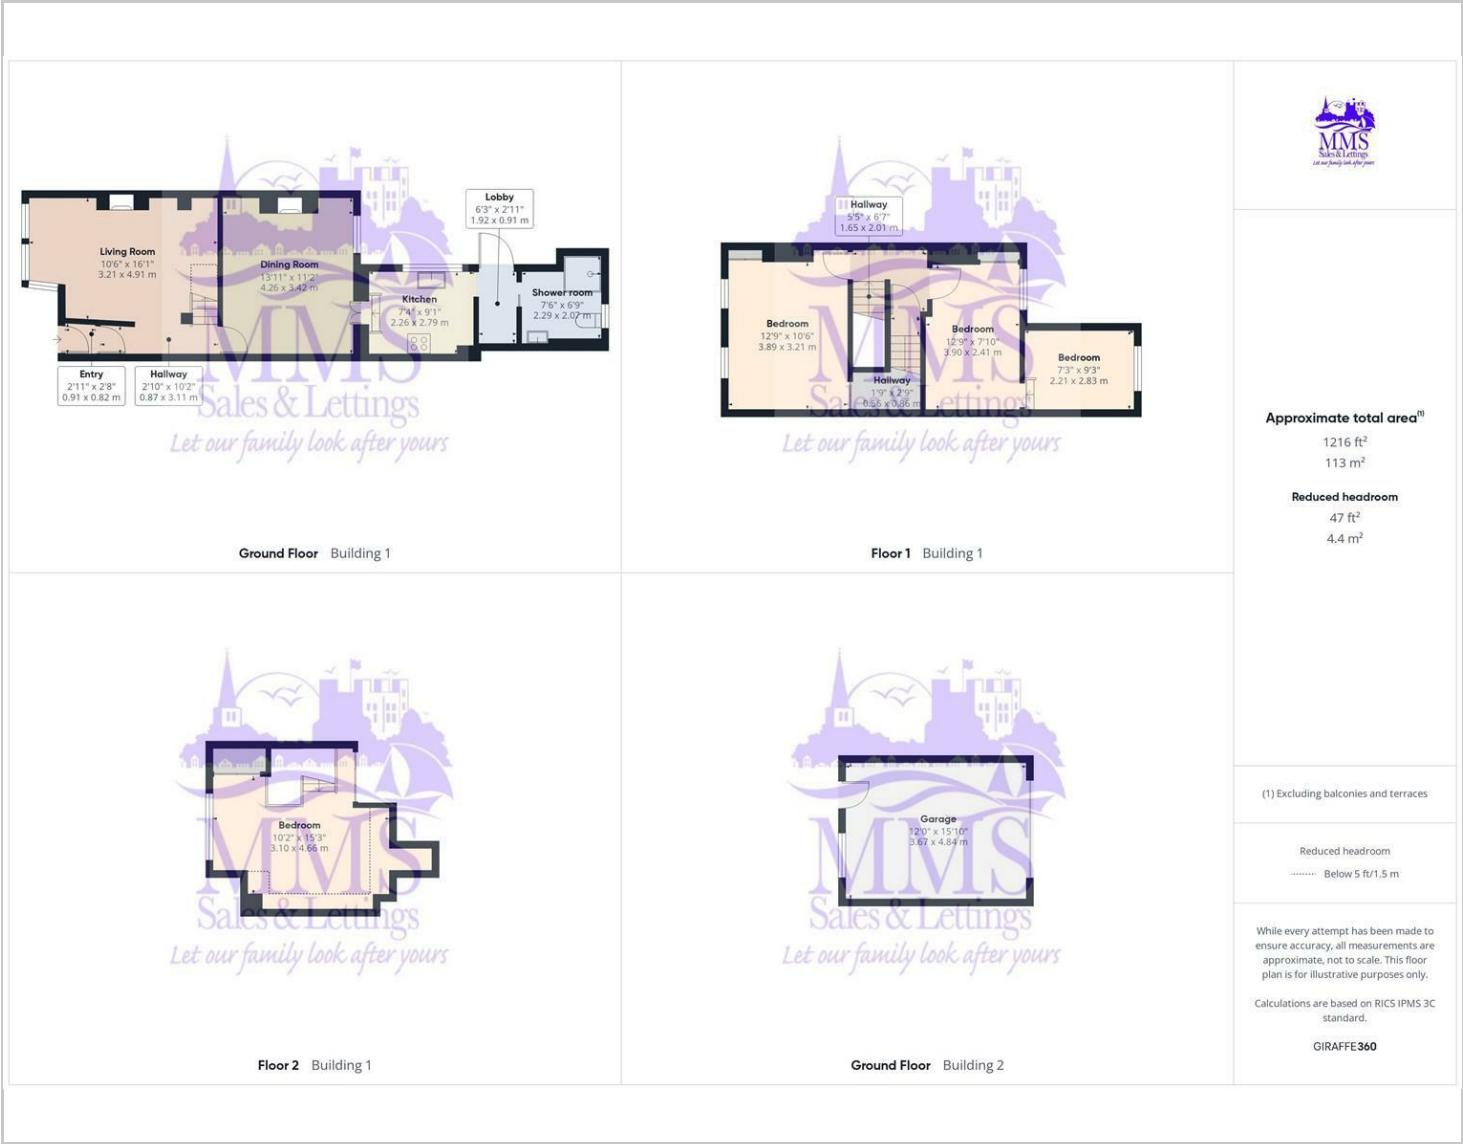 Living Room
10'6" x 16'1"
3.21 x 4.91 m
Dining Room
13'11" x 11'2"
4.26 x 3.42 m
Lobby
6'3" x 2'11"
1.92 x 0.91 m
Kitchen
7'4" x 9'1"
2.26 x 2.79 m
Shower room
7'6" x 6'9"
2.29 x 2.07 m
Entry
2'11" x 2'8"
0.91 x 0.82 m
Hallway
2'10" x 10'2"
0.87 x 3.11 m
MMS
Sales & Lettings
Let our family look after yours
Ground Floor Building 1
Hallway
5'5" x 6'7"
1.65 x 2.01 m
Bedroom
12'9" x 10'6"
3.89 x 3.21 m
Bedroom
12'9" x 7'10"
3.90 x 2.41 m
Bedroom
7'3" x 9'3"
2.21 x 2.83 m
Hallway
1'9" x 2'9"
0.55 x 0.86 m
MMS
Sales & Lettings
Let our family look after yours
Floor 1 Building 1
Bedroom
10'2" x 15'3"
3.10 x 4.66 m
MMS
Sales & Lettings
Let our family look after yours
Floor 2 Building 1
Garage
12'0" x 15'10"
3.67 x 4.84 m
MMS
Sales & Lettings
Let our family look after yours
Ground Floor Building 2
MMS
Sales & Lettings
Let our family look after yours
Approximate total area(1)
1216 ft²
113 m²
Reduced headroom
47 ft²
4.4 m²
(1) Excluding balconies and terraces
Reduced headroom
Below 5 ft/1.5 m
While every attempt has been made to
ensure accuracy, all measurements are
approximate, not to scale. This floor
plan is for illustrative purposes only.
Calculations are based on RICS IPMS 3C
standard.
GIRAFFE360